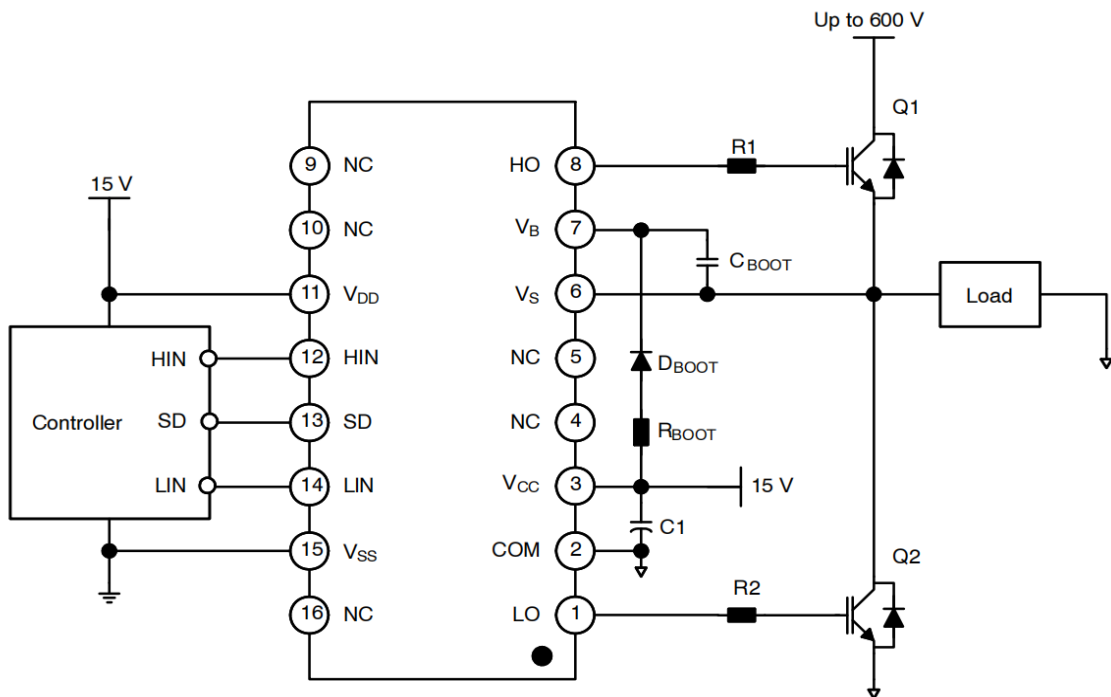 Up to 600 V
Q1
R1
9 NC HO 8
15 V
10 NC VB 7
CBOOT
11 VDD VS 6
Load
HIN 12 HIN NC 5
DBOOT
Controller
SD 13 SD NC 4
RBOOT
LIN 14 LIN VCC 3
15 V
C1
15 VSS COM 2
Q2
R2
16 NC LO 1